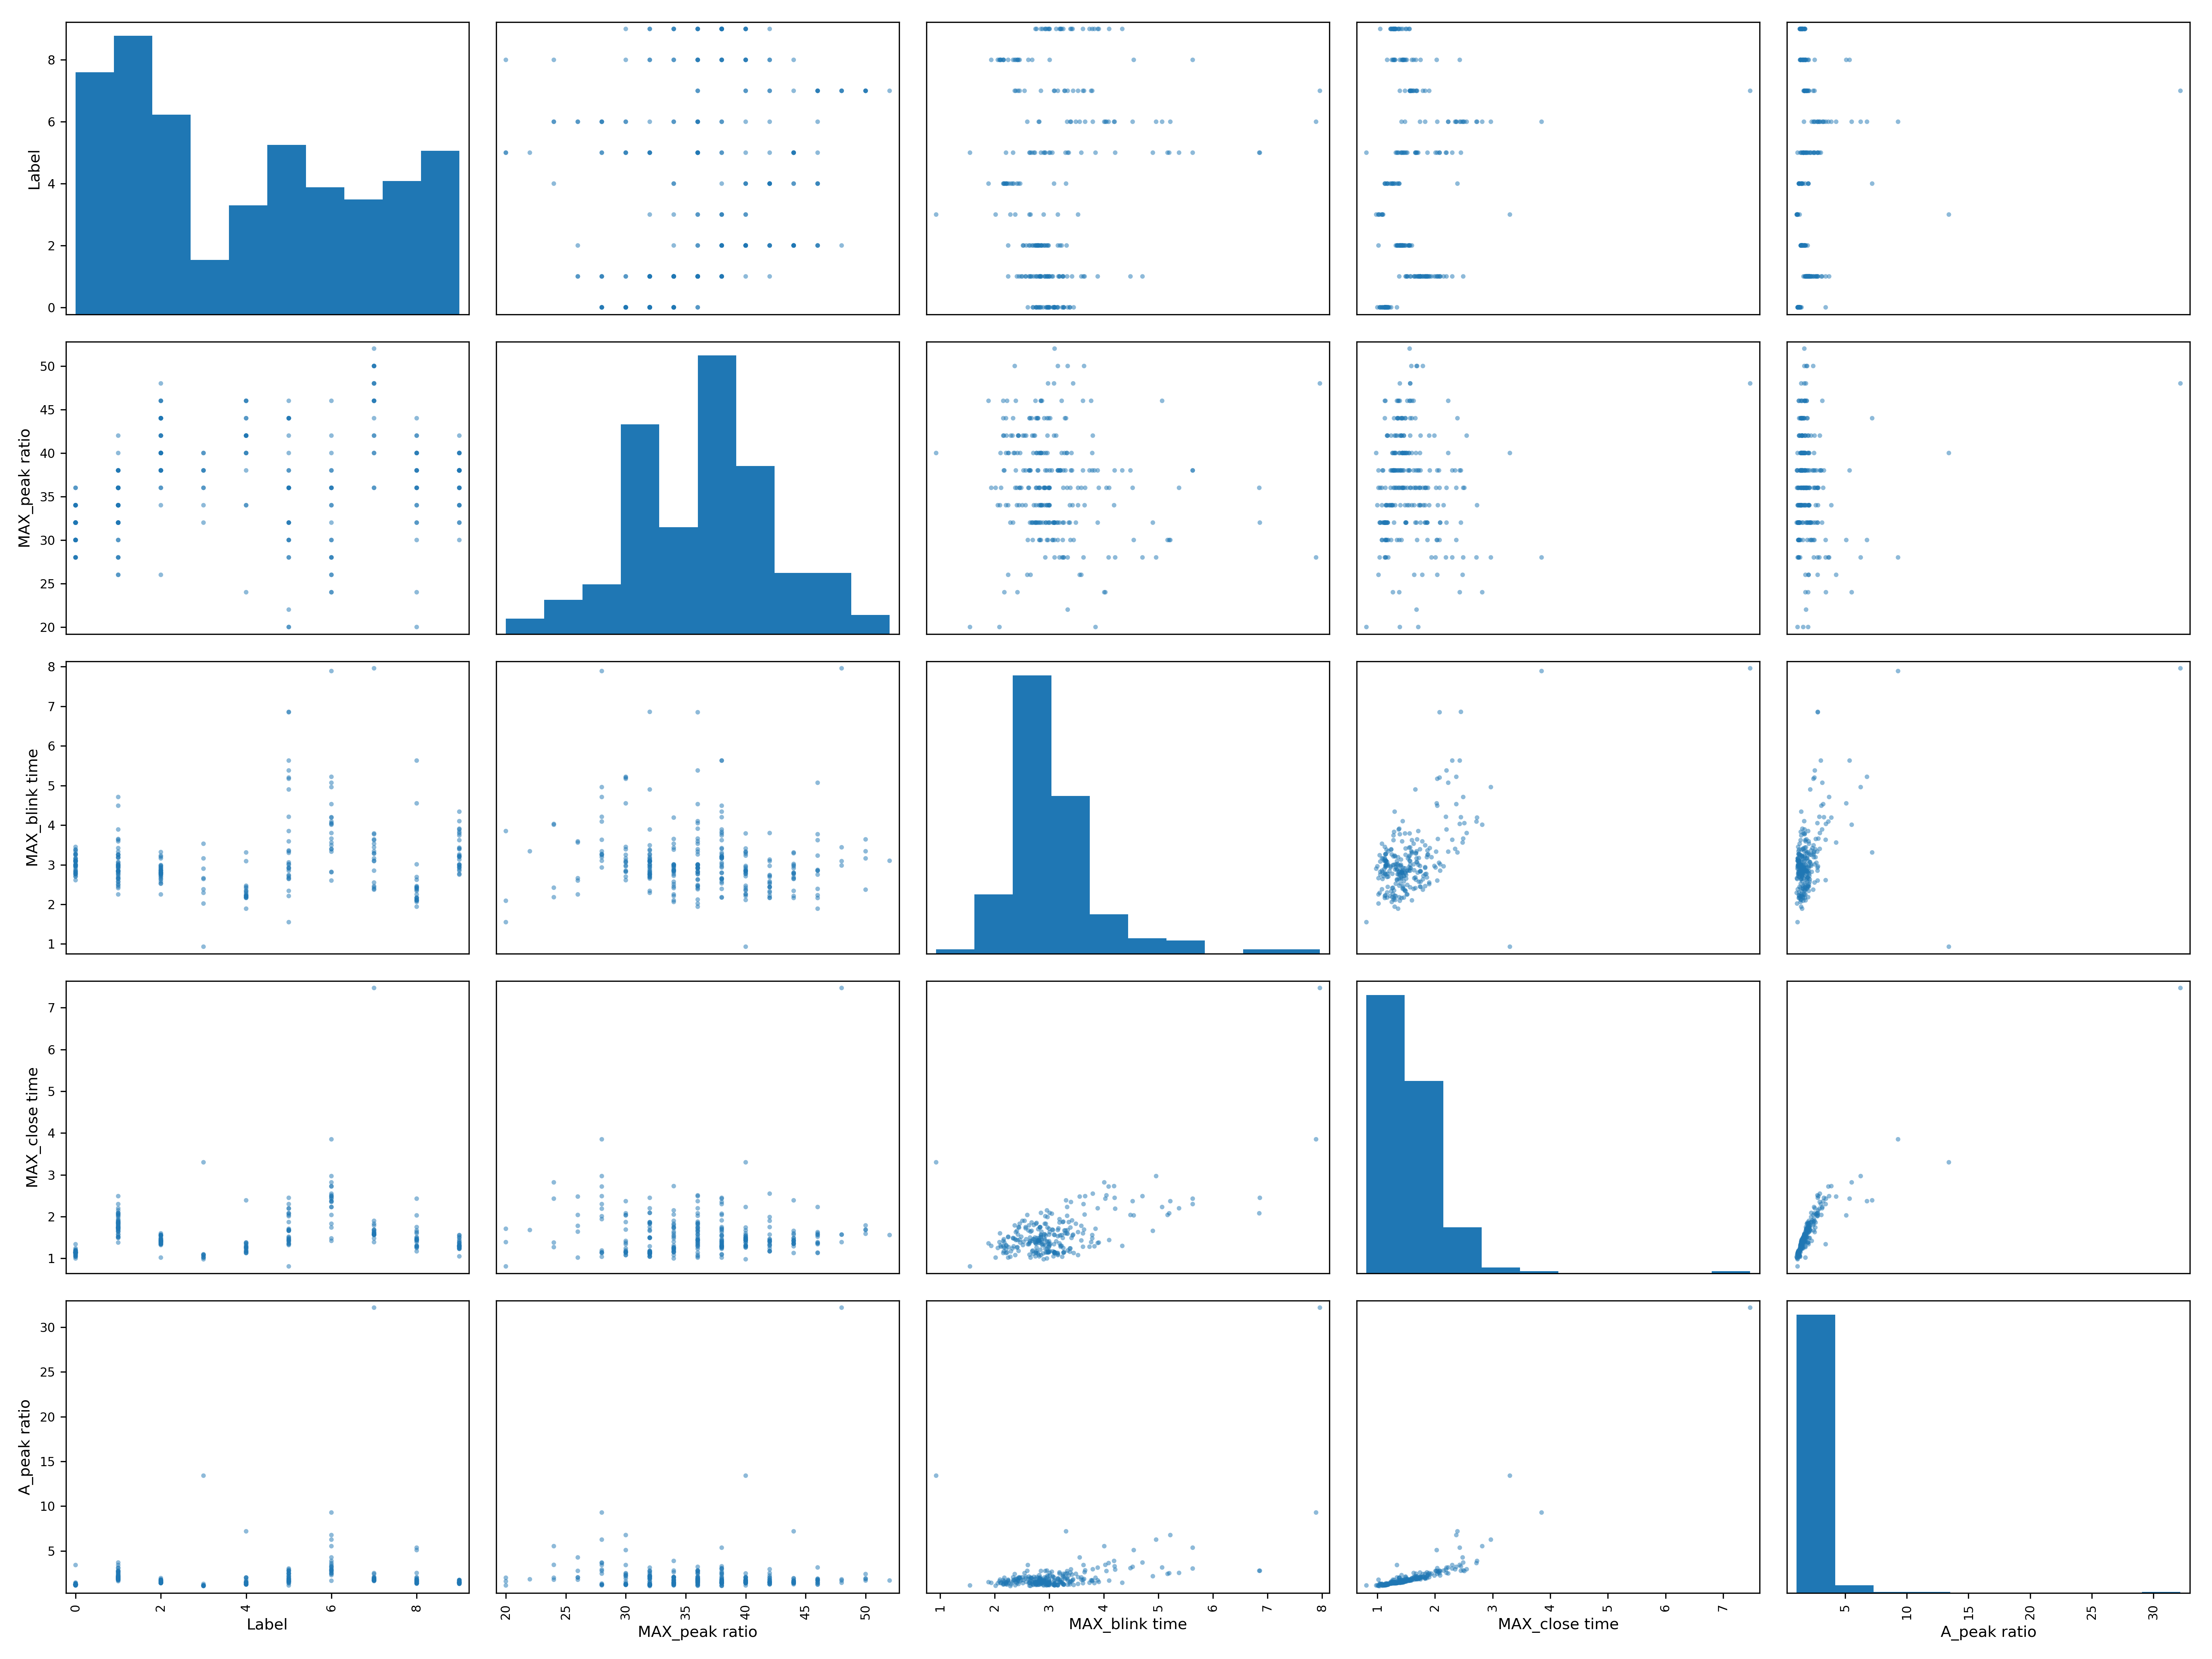 Label
8
6
4
2
0
MAX_peak ratio
50
45
40
35
30
25
20
MAX_blink time
8
7
6
5
4
3
2
1
MAX_close time
7
6
5
4
3
2
1
A_peak ratio
30
25
20
15
10
5
0 2 4 6 8
Label
20 25 30 35 40 45 50
MAX_peak ratio
1 2 3 4 5 6 7 8
MAX_blink time
1 2 3 4 5 6 7
MAX_close time
5 10 15 20 25 30
A_peak ratio